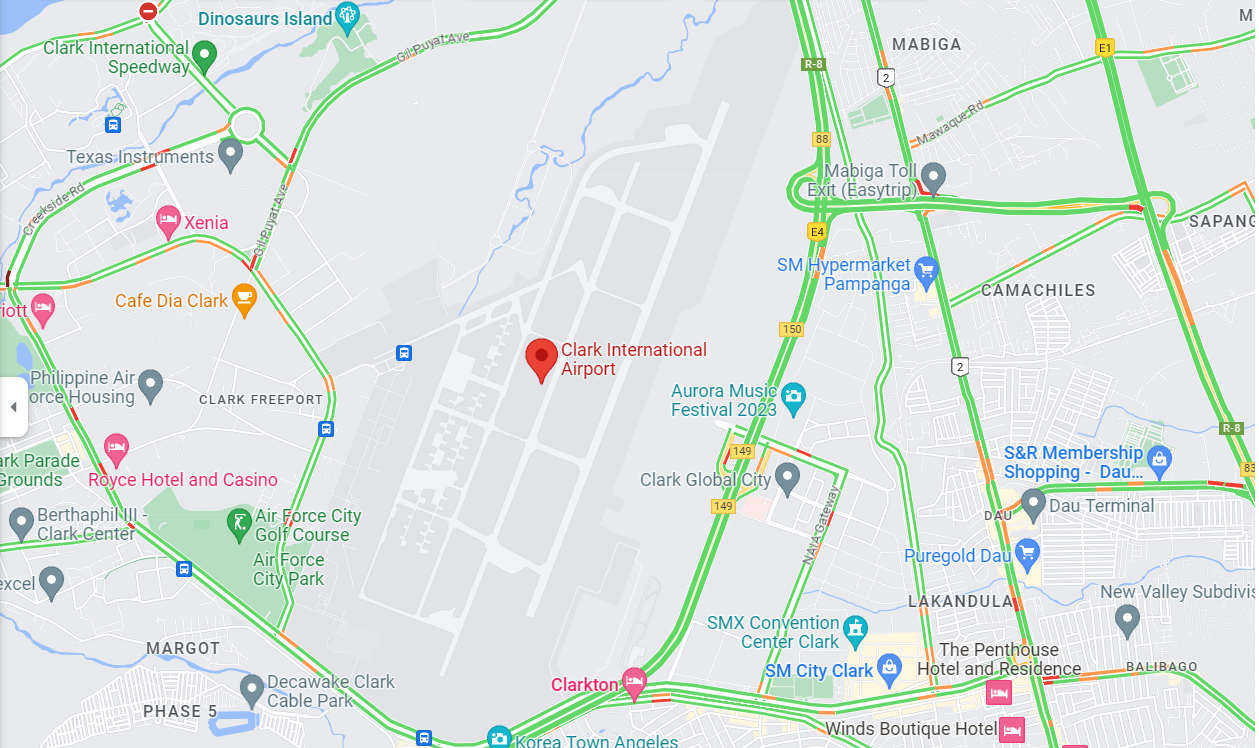 Dinosaurs Island
Clark International
Speedway
Gil Puyat Ave
MABIGA
M
E1
R-8
2
88
Mawaque Rd
Texas Instruments
Mabiga Toll
Exit (Easytrip)
Creekside Rd
Xenia
Gil Puyat Ave
E4
SAPANG
SM Hypermarket
Pampanga
CAMACHILES
Cafe Dia Clark
iott
150
Clark International
Airport
2
Philippine Air
orce Housing
CLARK FREEPORT
Aurora Music
Festival 2023
R-8
149
S&R Membership
Shopping - Dau...
ark Parade
Grounds
Royce Hotel and Casino
Clark Global City
83
149
NAIA Gateway
DAU
Dau Terminal
Berthaphil III -
Clark Center
Air Force City
Golf Course
Air Force
City Park
Puregold Dau
excel
LAKANDULA
New Valley Subdivis
SMX Convention
Center Clark
MARGOT
The Penthouse
Hotel and Residence
SM City Clark
BALIBAGO
Clarkton
Decawake Clark
Cable Park
PHASE 5
Winds Boutique Hotel
Korea Town Angeles